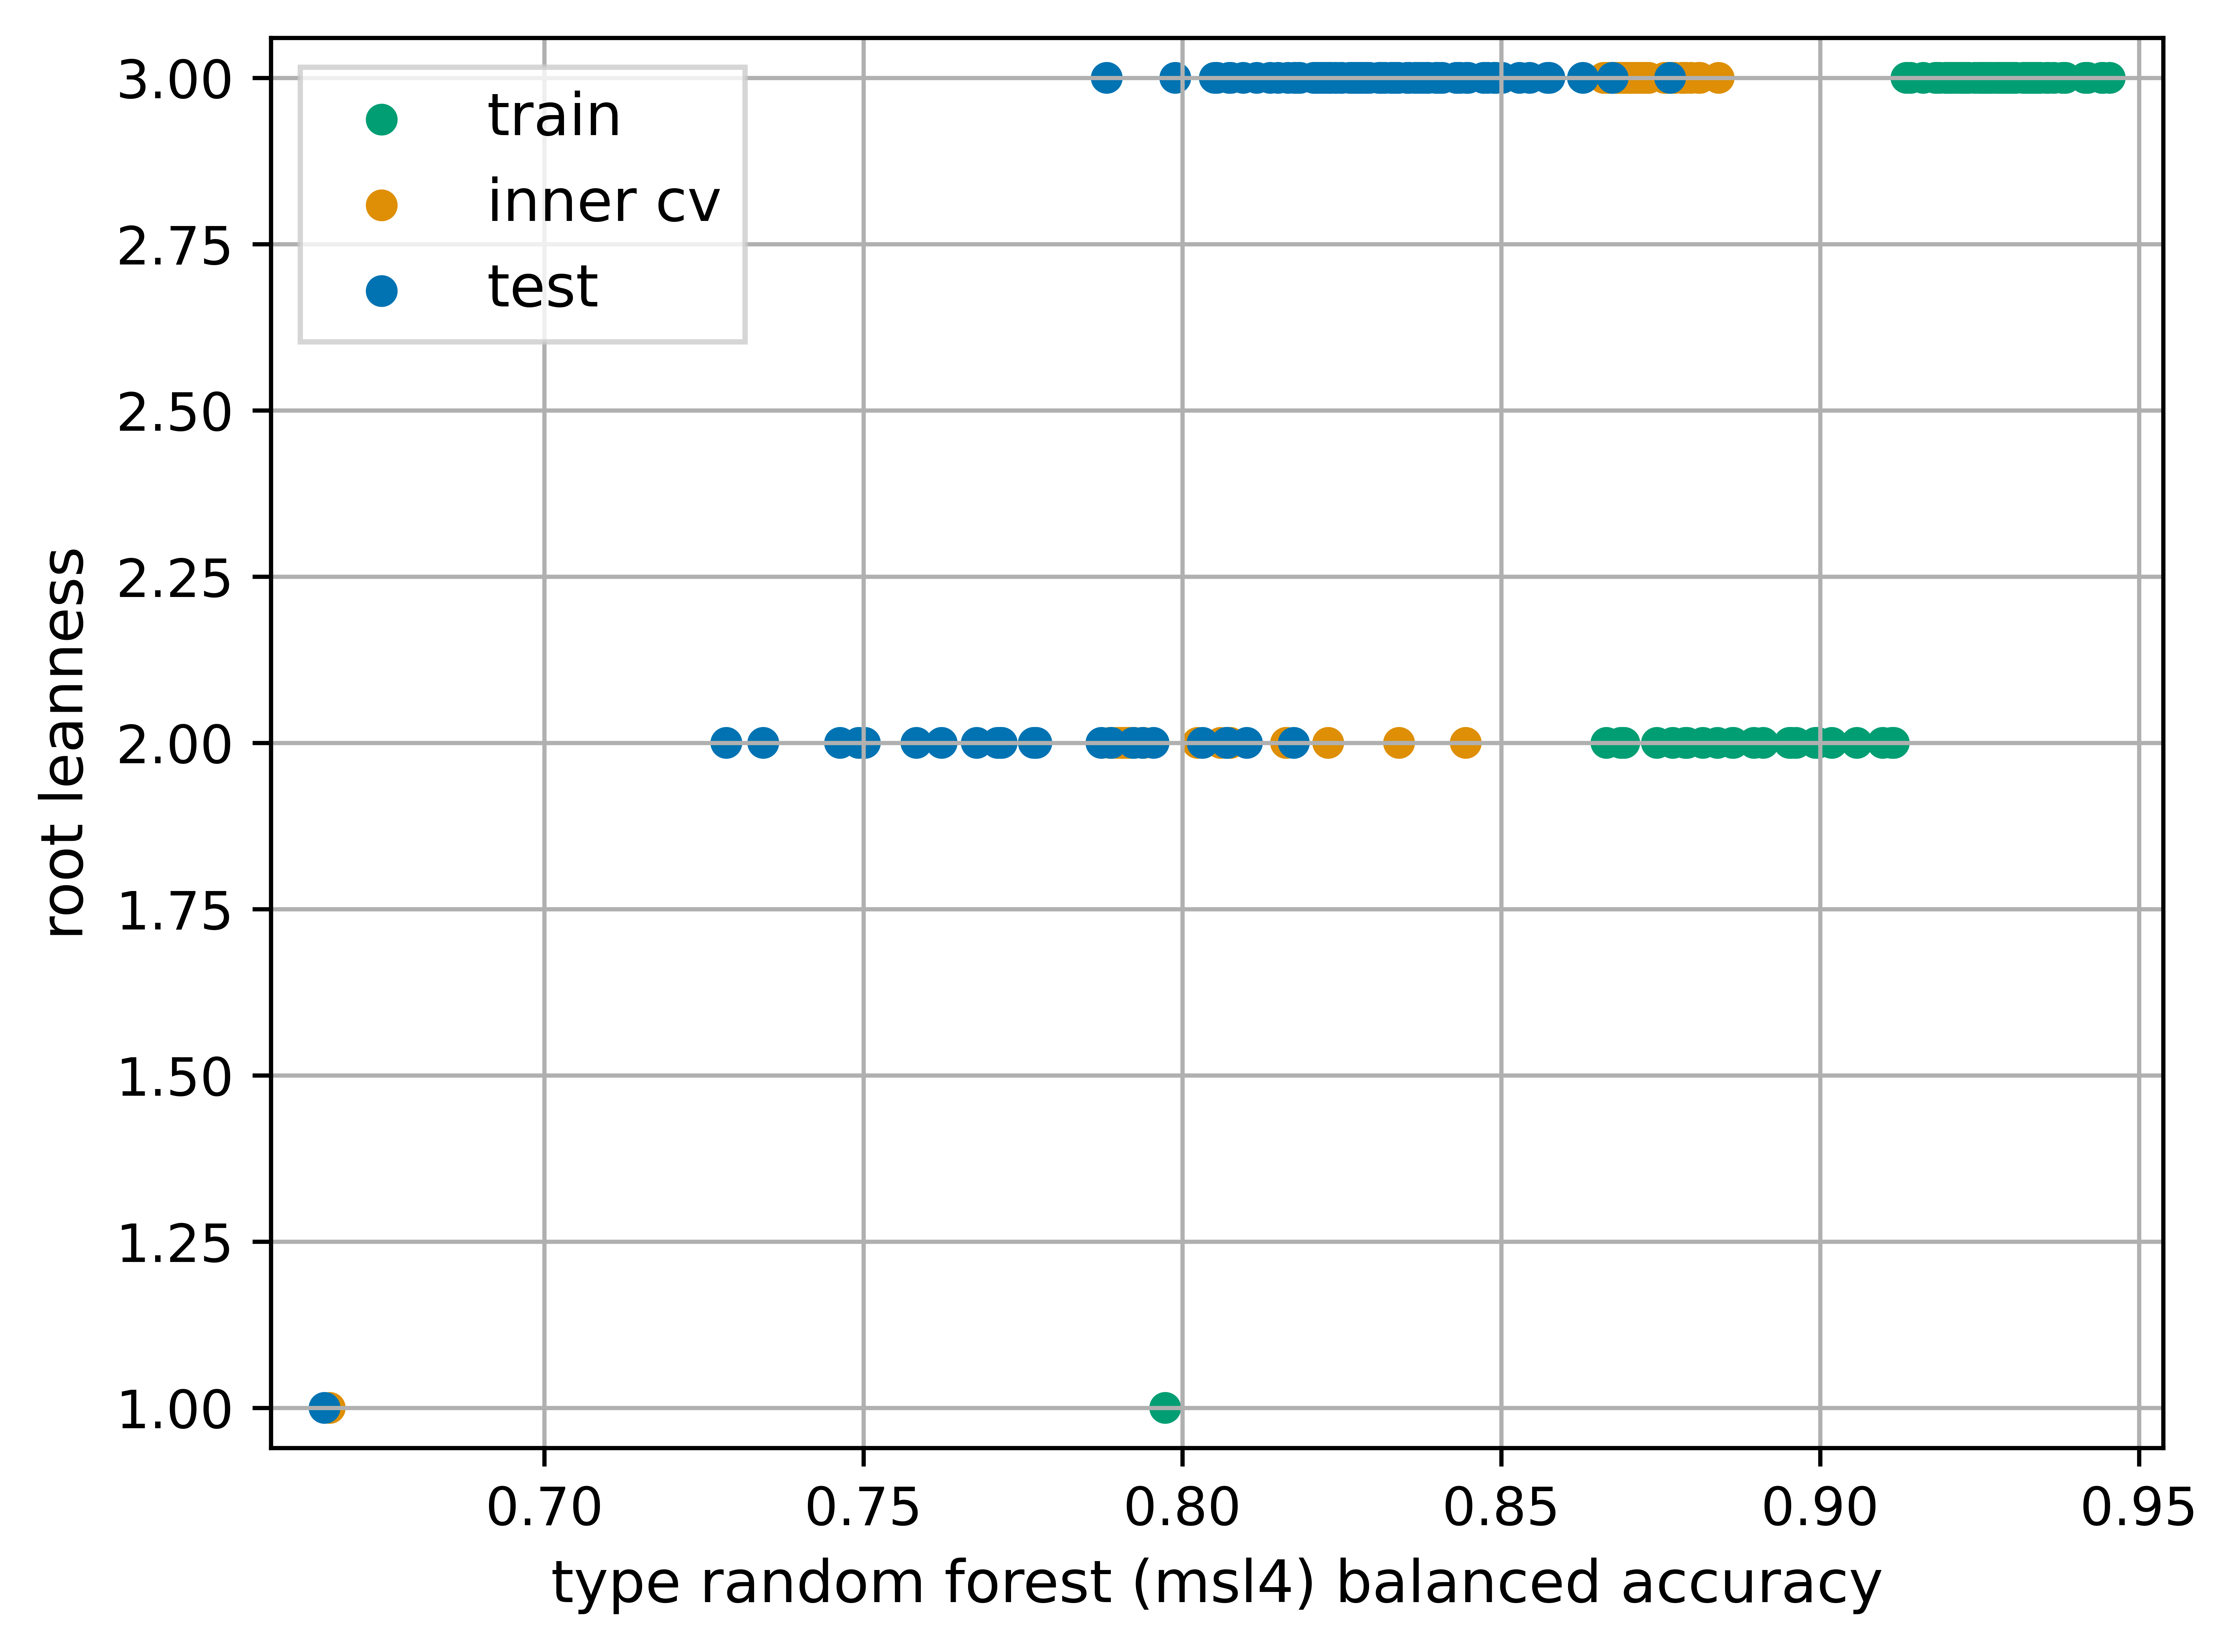 train
inner cv
test
3.00
2.75
2.50
2.25
2.00
1.75
1.50
1.25
1.00
root leanness
0.70 0.75 0.80 0.85 0.90 0.95
type random forest (msl4) balanced accuracy